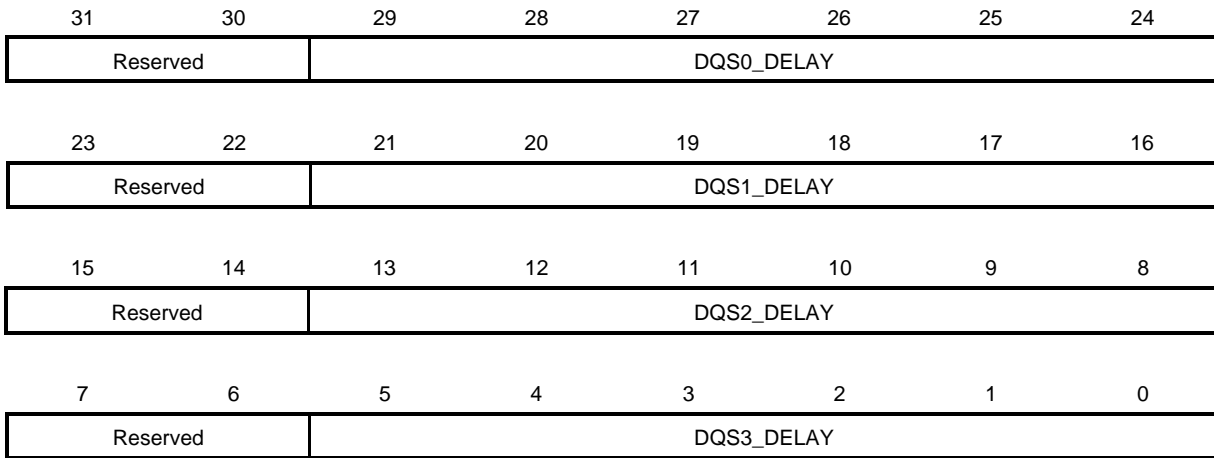 31 30 29 28 27 26 25 24
Reserved DQS0_DELAY
23 22 21 20 19 18 17 16
Reserved DQS1_DELAY
15 14 13 12 11 10 9 8
Reserved DQS2_DELAY
7 6 5 4 3 2 1 0
Reserved DQS3_DELAY